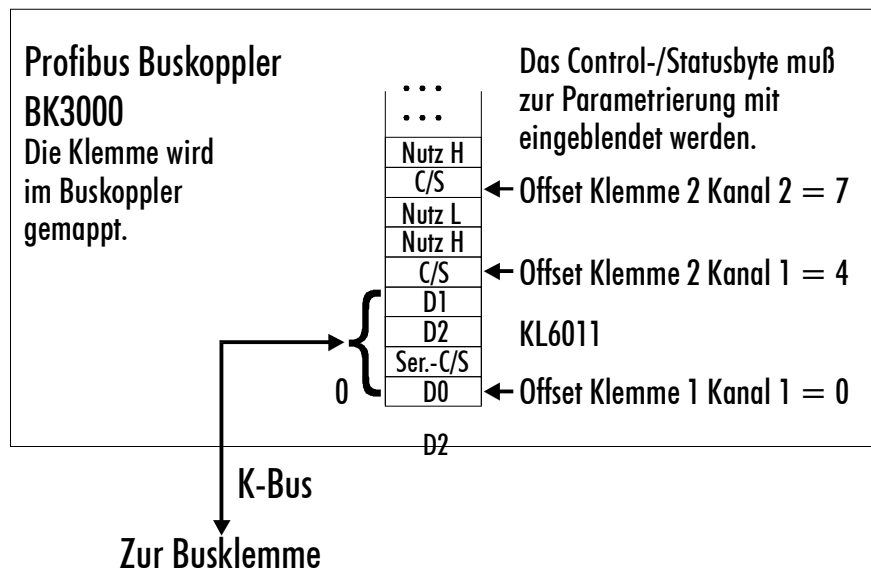 Profibus Buskoppler
BK3000
Die Klemme wird
im Buskoppler
gemappt.
Das Control-/Statusbyte muß
zur Parametrierung mit
eingeblendet werden.
...
...
Nutz H
C/S
Offset Klemme 2 Kanal 2 = 7
Nutz L
Nutz H
C/S
Offset Klemme 2 Kanal 1 = 4
D1
D2
KL6011
Ser.-C/S
0
D0
Offset Klemme 1 Kanal 1 = 0
D2
K-Bus
Zur Busklemme